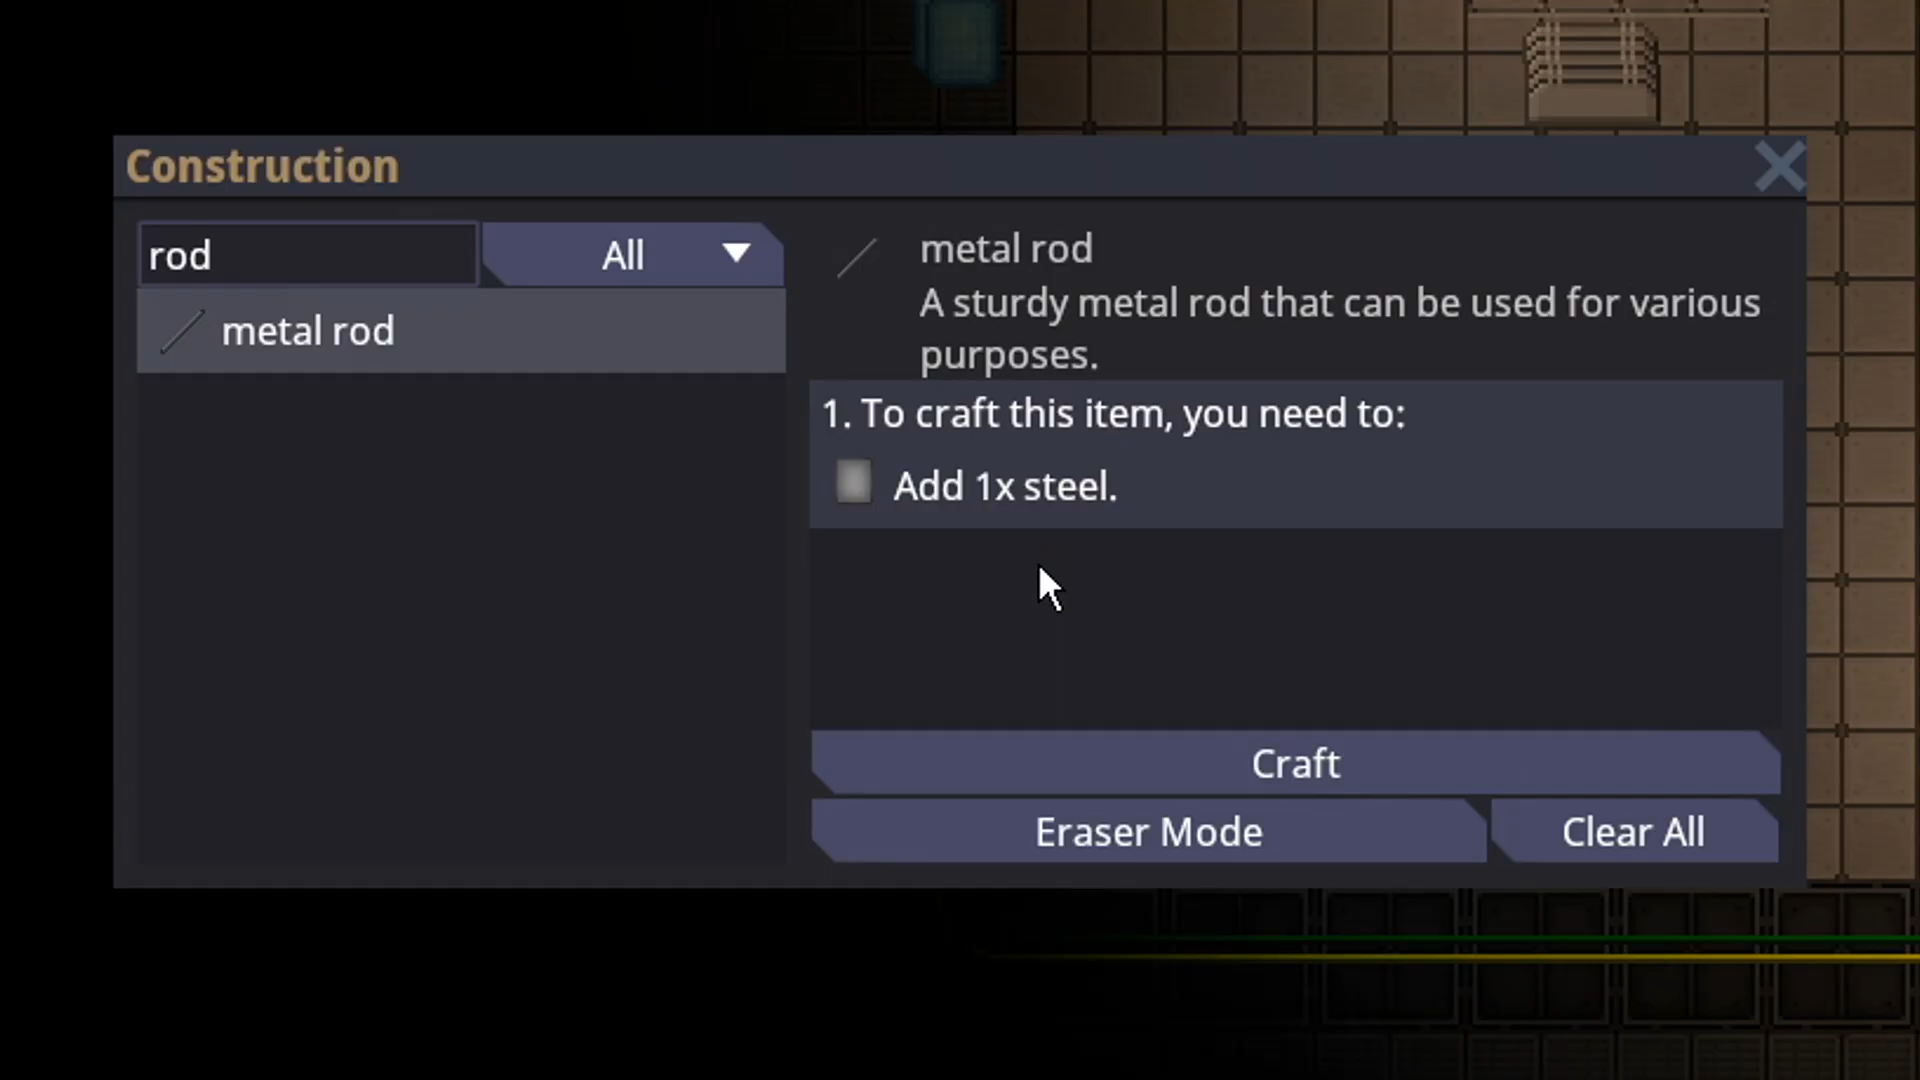 Construction
rod
All
metal rod
metal rod
A sturdy metal rod that can be used for various
purposes.
1. To craft this item, you need to:
Add 1x steel.
Craft
Eraser Mode
Clear All